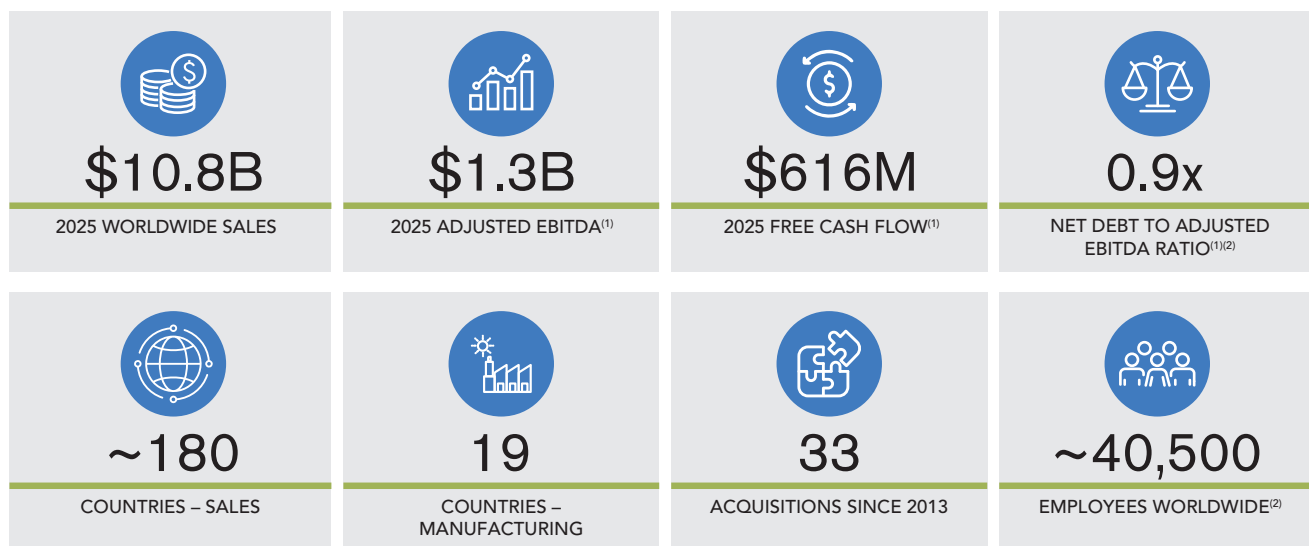 $10.8B
2025 WORLDWIDE SALES
$1.3B
2025 ADJUSTED EBITDA(1)
$616M
2025 FREE CASH FLOW(1)
0.9x
NET DEBT TO ADJUSTED
EBITDA RATIO(1)(2)
~180
COUNTRIES – SALES
19
COUNTRIES –
MANUFACTURING
33
ACQUISITIONS SINCE 2013
~40,500
EMPLOYEES WORLDWIDE(2)